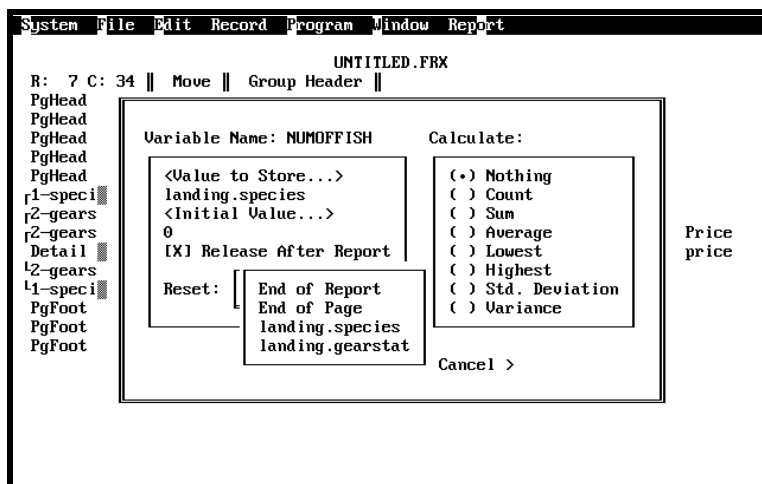 System File Edit Record Program Window Report
UNTITLED.FRX
R: 7 C: 34 ‖ Move ‖ Group Header ‖
PgHead
PgHead
PgHead
PgHead
PgHead
1-speci
2-gears
2-gears
Detail
2-gears
1-speci
PgFoot
PgFoot
PgFoot
Variable Name: NUMOFFISH
<Value to Store...>
landing.species
<Initial Value...>
0
[X] Release After Report
Reset:
End of Report
End of Page
landing.species
landing.gearstat
Calculate:
(•) Nothing
( ) Count
( ) Sum
( ) Average
( ) Lowest
( ) Highest
( ) Std. Deviation
( ) Variance
Cancel >
Price
price